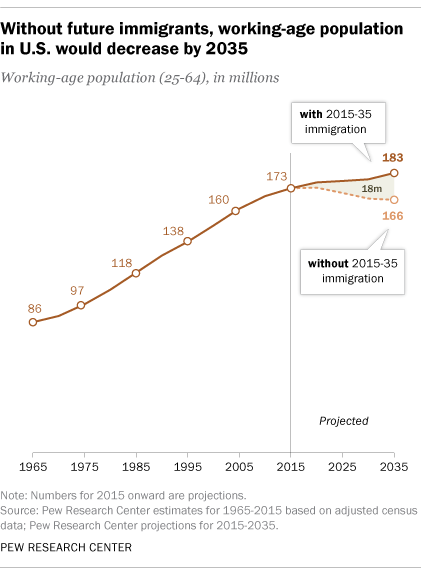 Without future immigrants, working-age population
in U.S. would decrease by 2035
Working-age population (25-64), in millions
with 2015-35
immigration
183
173
18m
160
166
138
without 2015-35
immigration
118
97
86
Projected
1965 1975 1985 1995 2005 2015 2025 2035
Note: Numbers for 2015 onward are projections.
Source: Pew Research Center estimates for 1965-2015 based on adjusted census
data; Pew Research Center projections for 2015-2035.
PEW RESEARCH CENTER